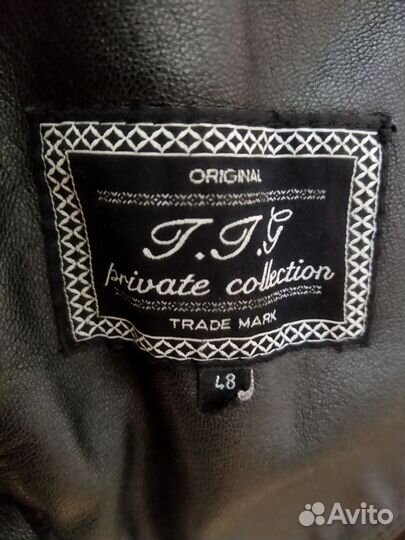 ORIGINAL
T.T.G
private collection
TRADE MARK
48
Avito